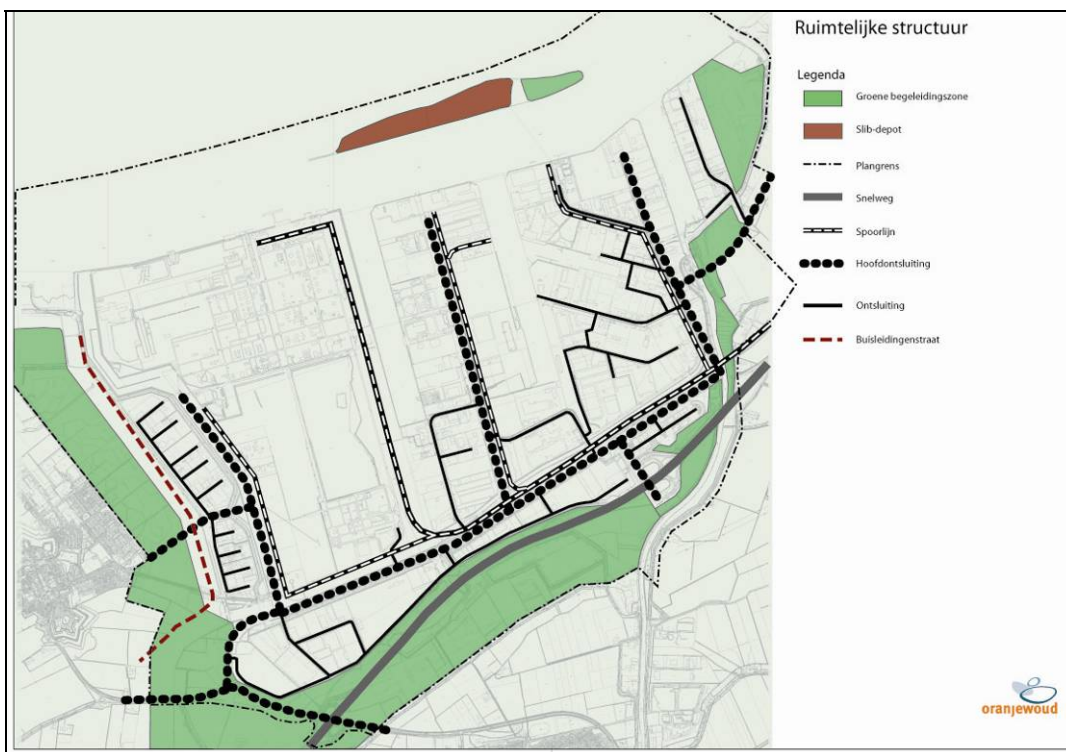 Ruimtelijke structuur
Legenda
Groene begeleidingszone
Slib-depot
Plangrens
Snelweg
Spoorlijn
Hoofdontsluiting
Ontsluiting
Buisleidingenstraat
oranjewoud